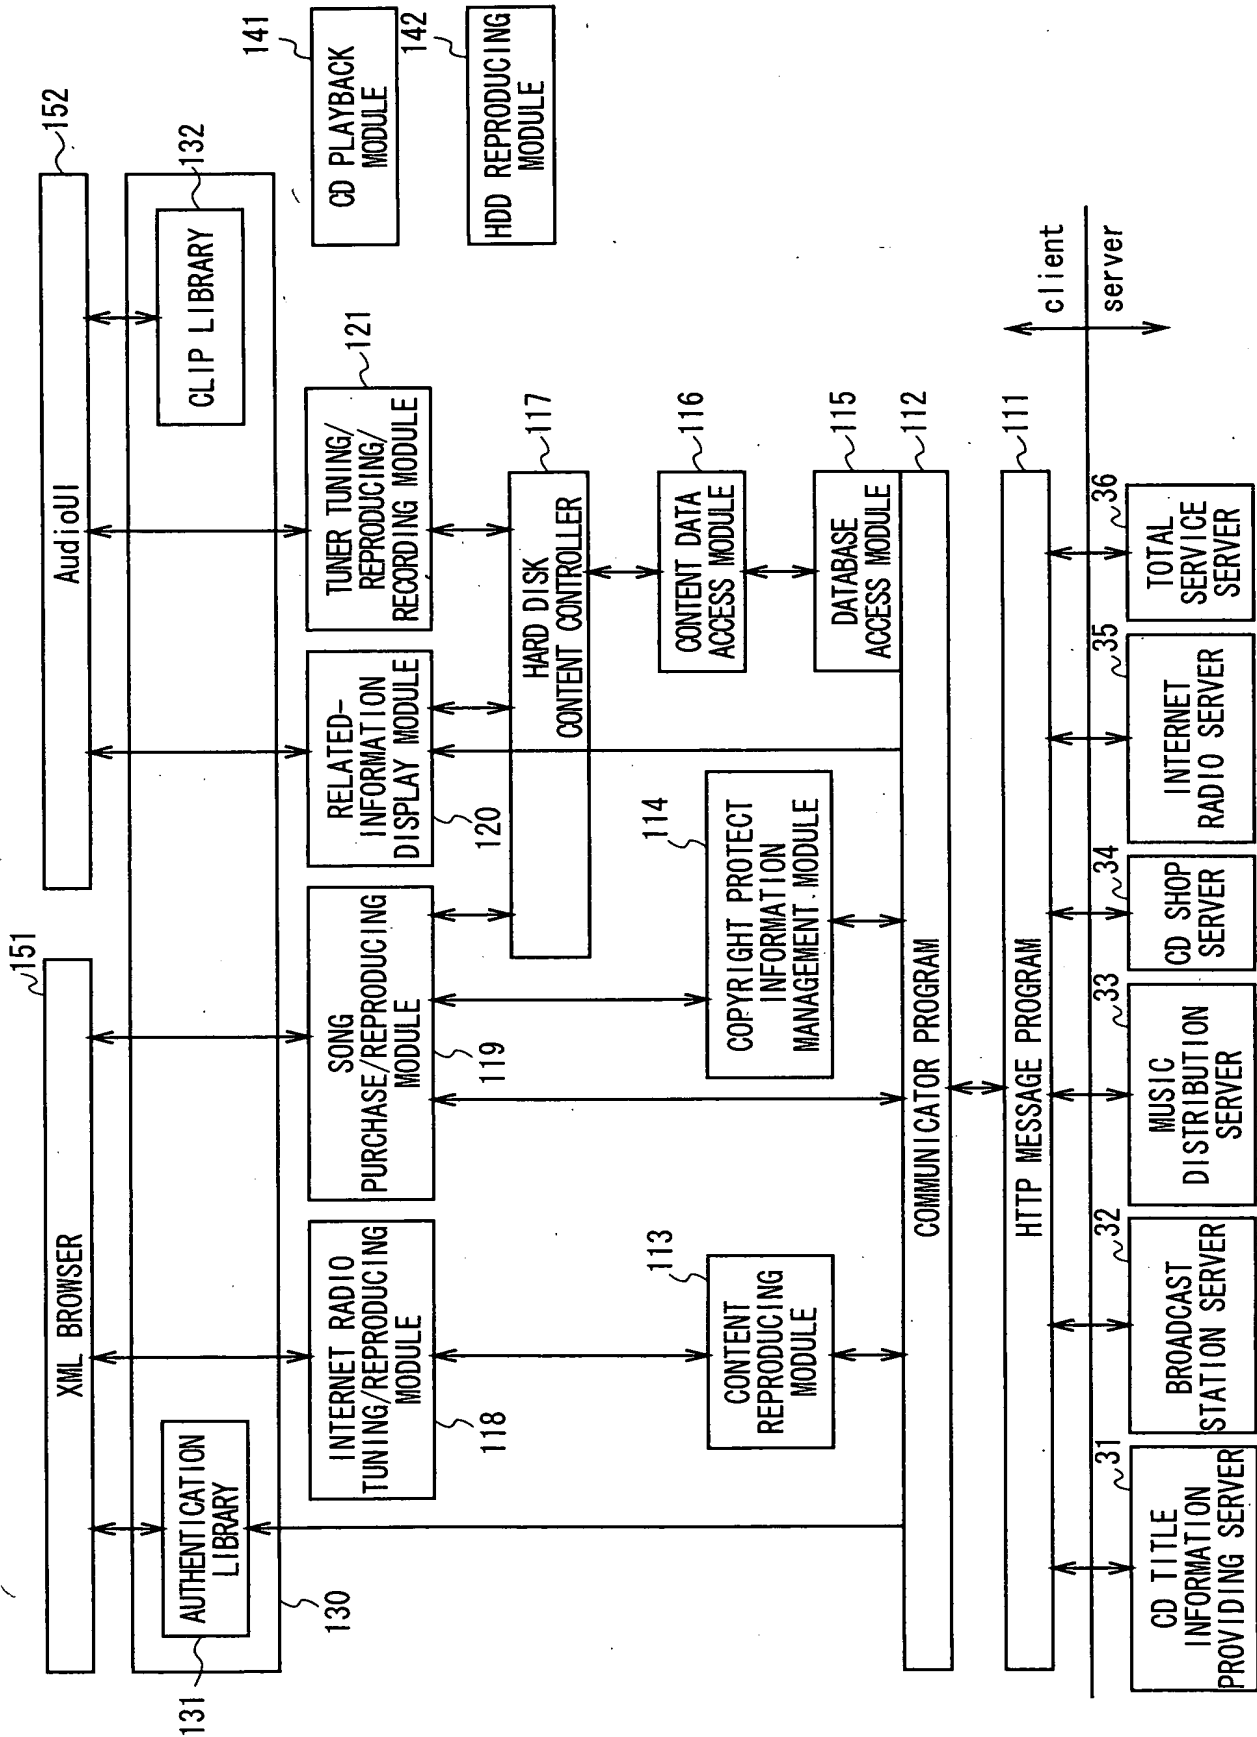 151
XML BROWSER
AudioUI
152
131
AUTHENTICATION
LIBRARY
130
CLIP LIBRARY
132
INTERNET RADIO
TUNING/REPRODUCING
MODULE
118
SONG
PURCHASE/REPRODUCING
MODULE
119
RELATED-
INFORMATION
DISPLAY MODULE
120
TUNER TUNING/
REPRODUCING/
RECORDING MODULE
121
CD PLAYBACK
MODULE
141
HDD REPRODUCING
MODULE
142
HARD DISK
CONTENT CONTROLLER
117
CONTENT
REPRODUCING
MODULE
113
COPYRIGHT PROTECT
INFORMATION
MANAGEMENT MODULE
114
CONTENT DATA
ACCESS MODULE
116
DATABASE
ACCESS MODULE
115
COMMUNICATOR PROGRAM
112
HTTP MESSAGE PROGRAM
111
client
server
CD TITLE
INFORMATION
PROVIDING SERVER
31
BROADCAST
STATION SERVER
32
MUSIC
DISTRIBUTION
SERVER
33
CD SHOP
SERVER
34
INTERNET
RADIO SERVER
35
TOTAL
SERVICE
SERVER
36